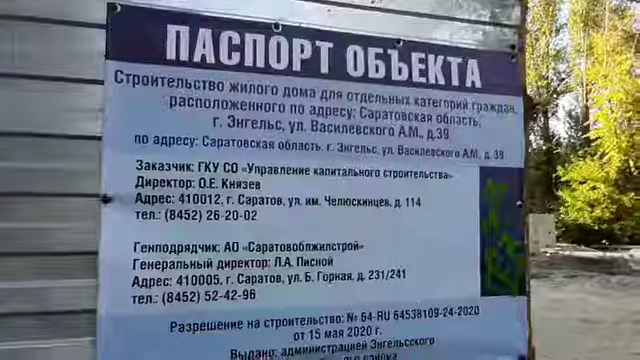 ПАСПОРТ ОБЪЕКТА
Строительство жилого дома для отдельных категорий граждан,
расположенного по адресу: Саратовская область,
г. Энгельс, ул. Василевского А.М., д.39
по адресу: Саратовская область, г. Энгельс, ул. Василевского А.М., д. 39
Заказчик: ГКУ СО «Управление капитального строительства»
Директор: О.Е. Князев
Адрес: 410012, г. Саратов, ул. им. Челюскинцев, д. 114
тел.: (8452) 26-20-02
Генподрядчик: АО «Саратовоблжилстрой»
Генеральный директор: Л.А. Писной
Адрес: 410005, г. Саратов, ул. Б. Горная, д. 231/241
тел.: (8452) 52-42-96
Разрешение на строительство: № 64-RU 64538109-24-2020
от 15 мая 2020 г.
Выдано: администрацией Энгельсского